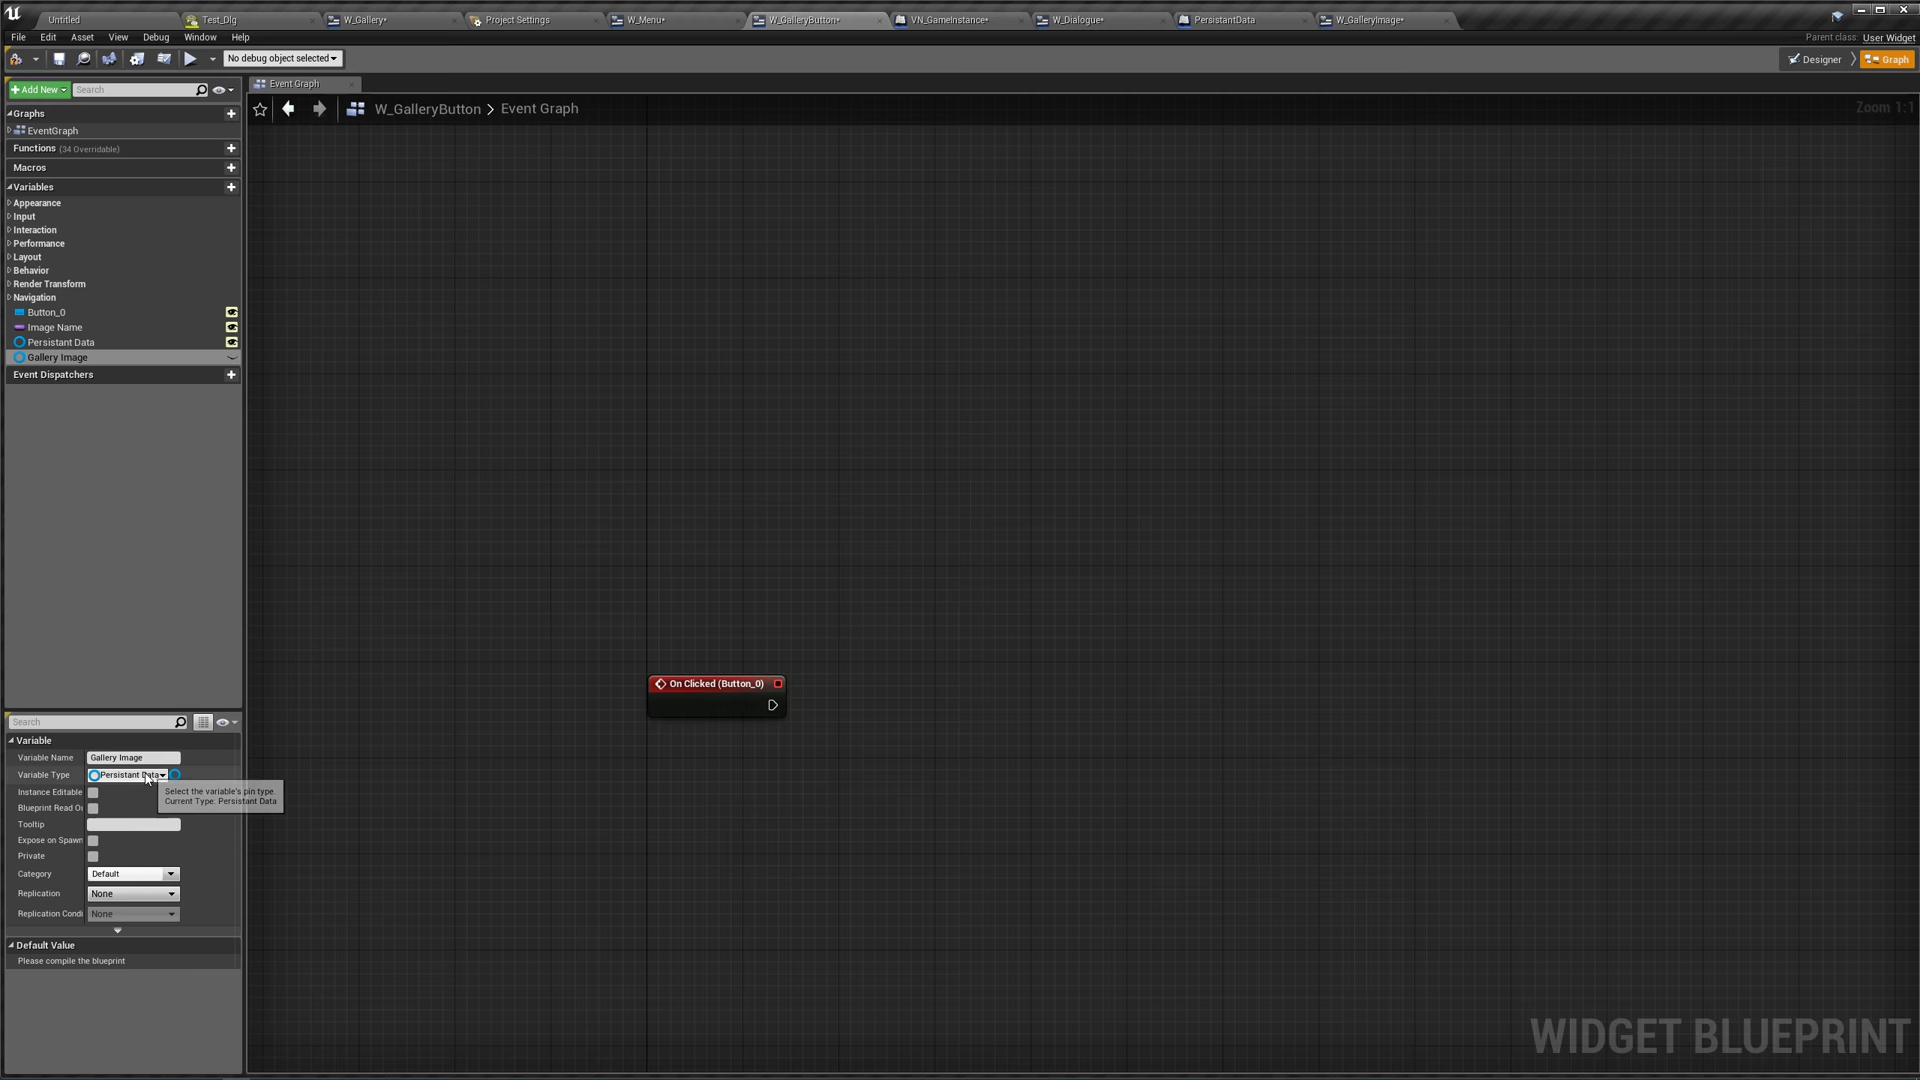 Untitled
Test_Dlg
W_Gallery*
Project Settings
W_Menu*
W_GalleryButton*
VN_GameInstance*
W_Dialogue*
PersistantData
W_GalleryImage*
File Edit Asset View Debug Window Help
Parent class: User Widget
No debug object selected
Designer
Graph
Add New
Search
Event Graph
W_GalleryButton > Event Graph
Zoom 1:1
Graphs
EventGraph
Functions (34 Overridable)
Macros
Variables
Appearance
Input
Interaction
Performance
Layout
Behavior
Render Transform
Navigation
Button_0
Image Name
Persistant Data
Gallery Image
Event Dispatchers
On Clicked (Button_0)
Search
Variable
Variable Name Gallery Image
Variable Type Persistant Data
Select the variable's pin type.
Current Type: Persistant Data
Instance Editable
Blueprint Read O
Tooltip
Expose on Spawn
Private
Category Default
Replication None
Replication Condi None
Default Value
Please compile the blueprint
WIDGET BLUEPRINT